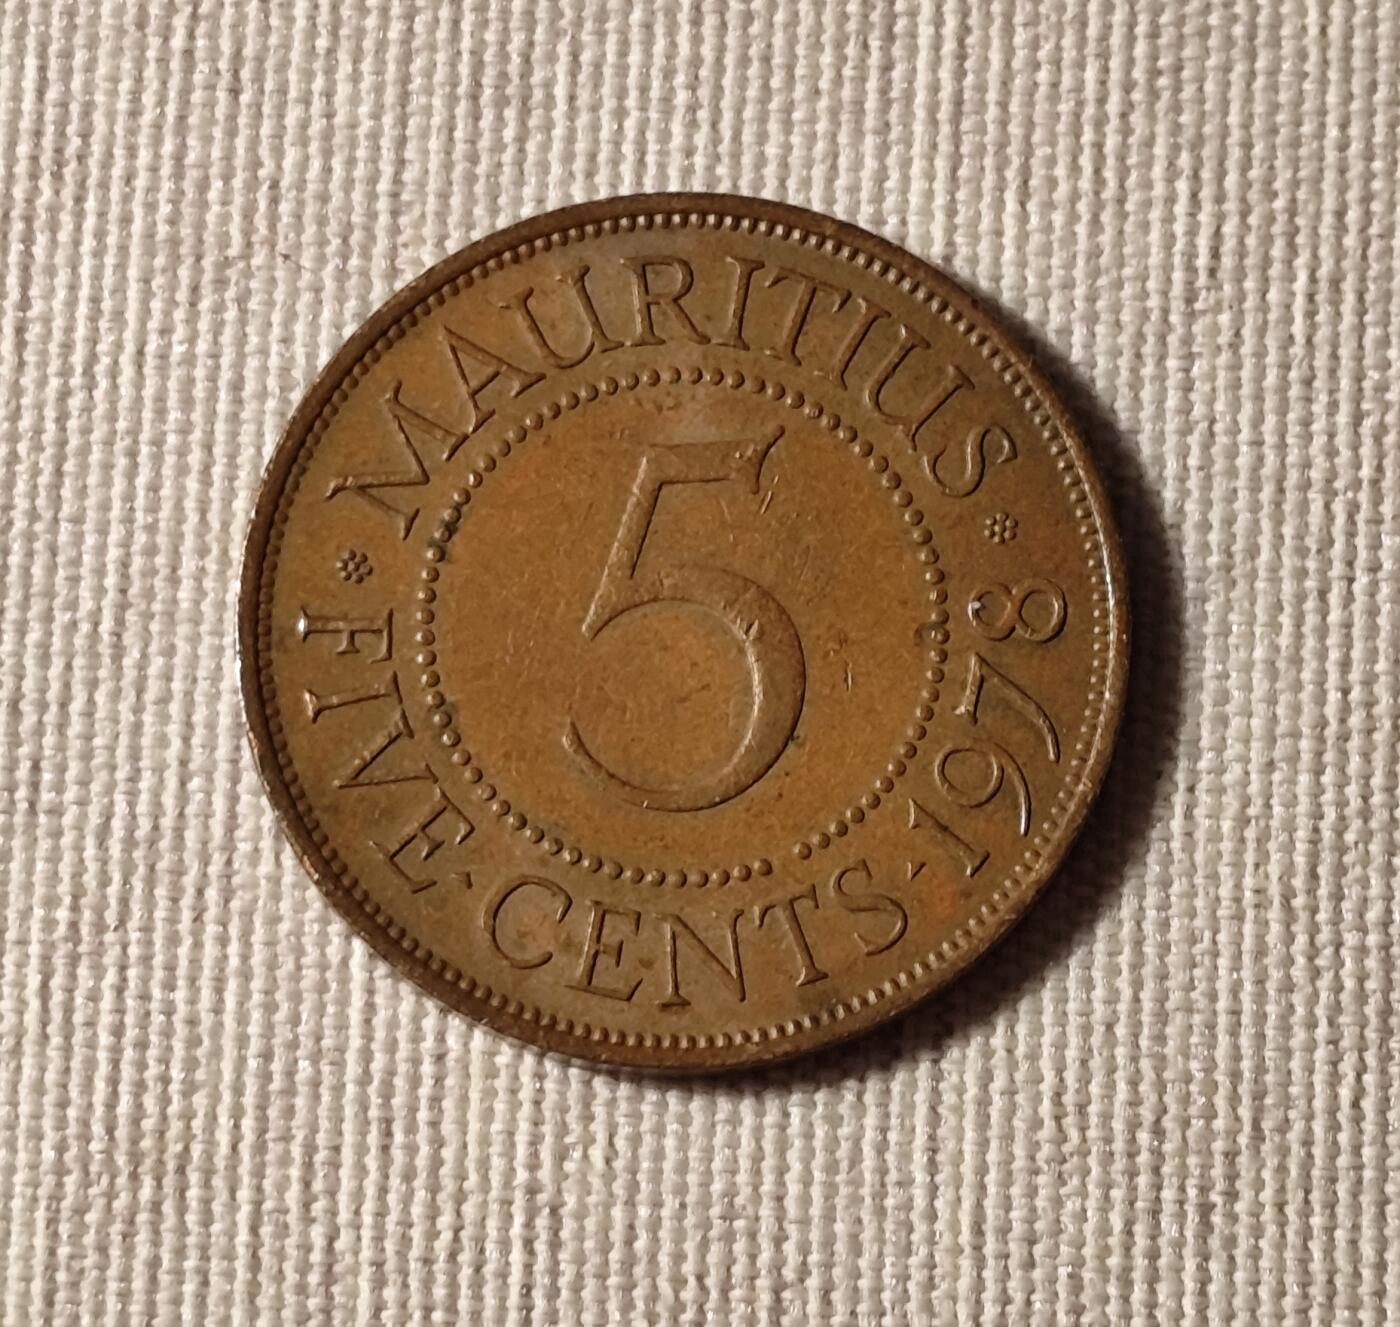 MAURITIUS
5
FIVE · CENTS · 1978